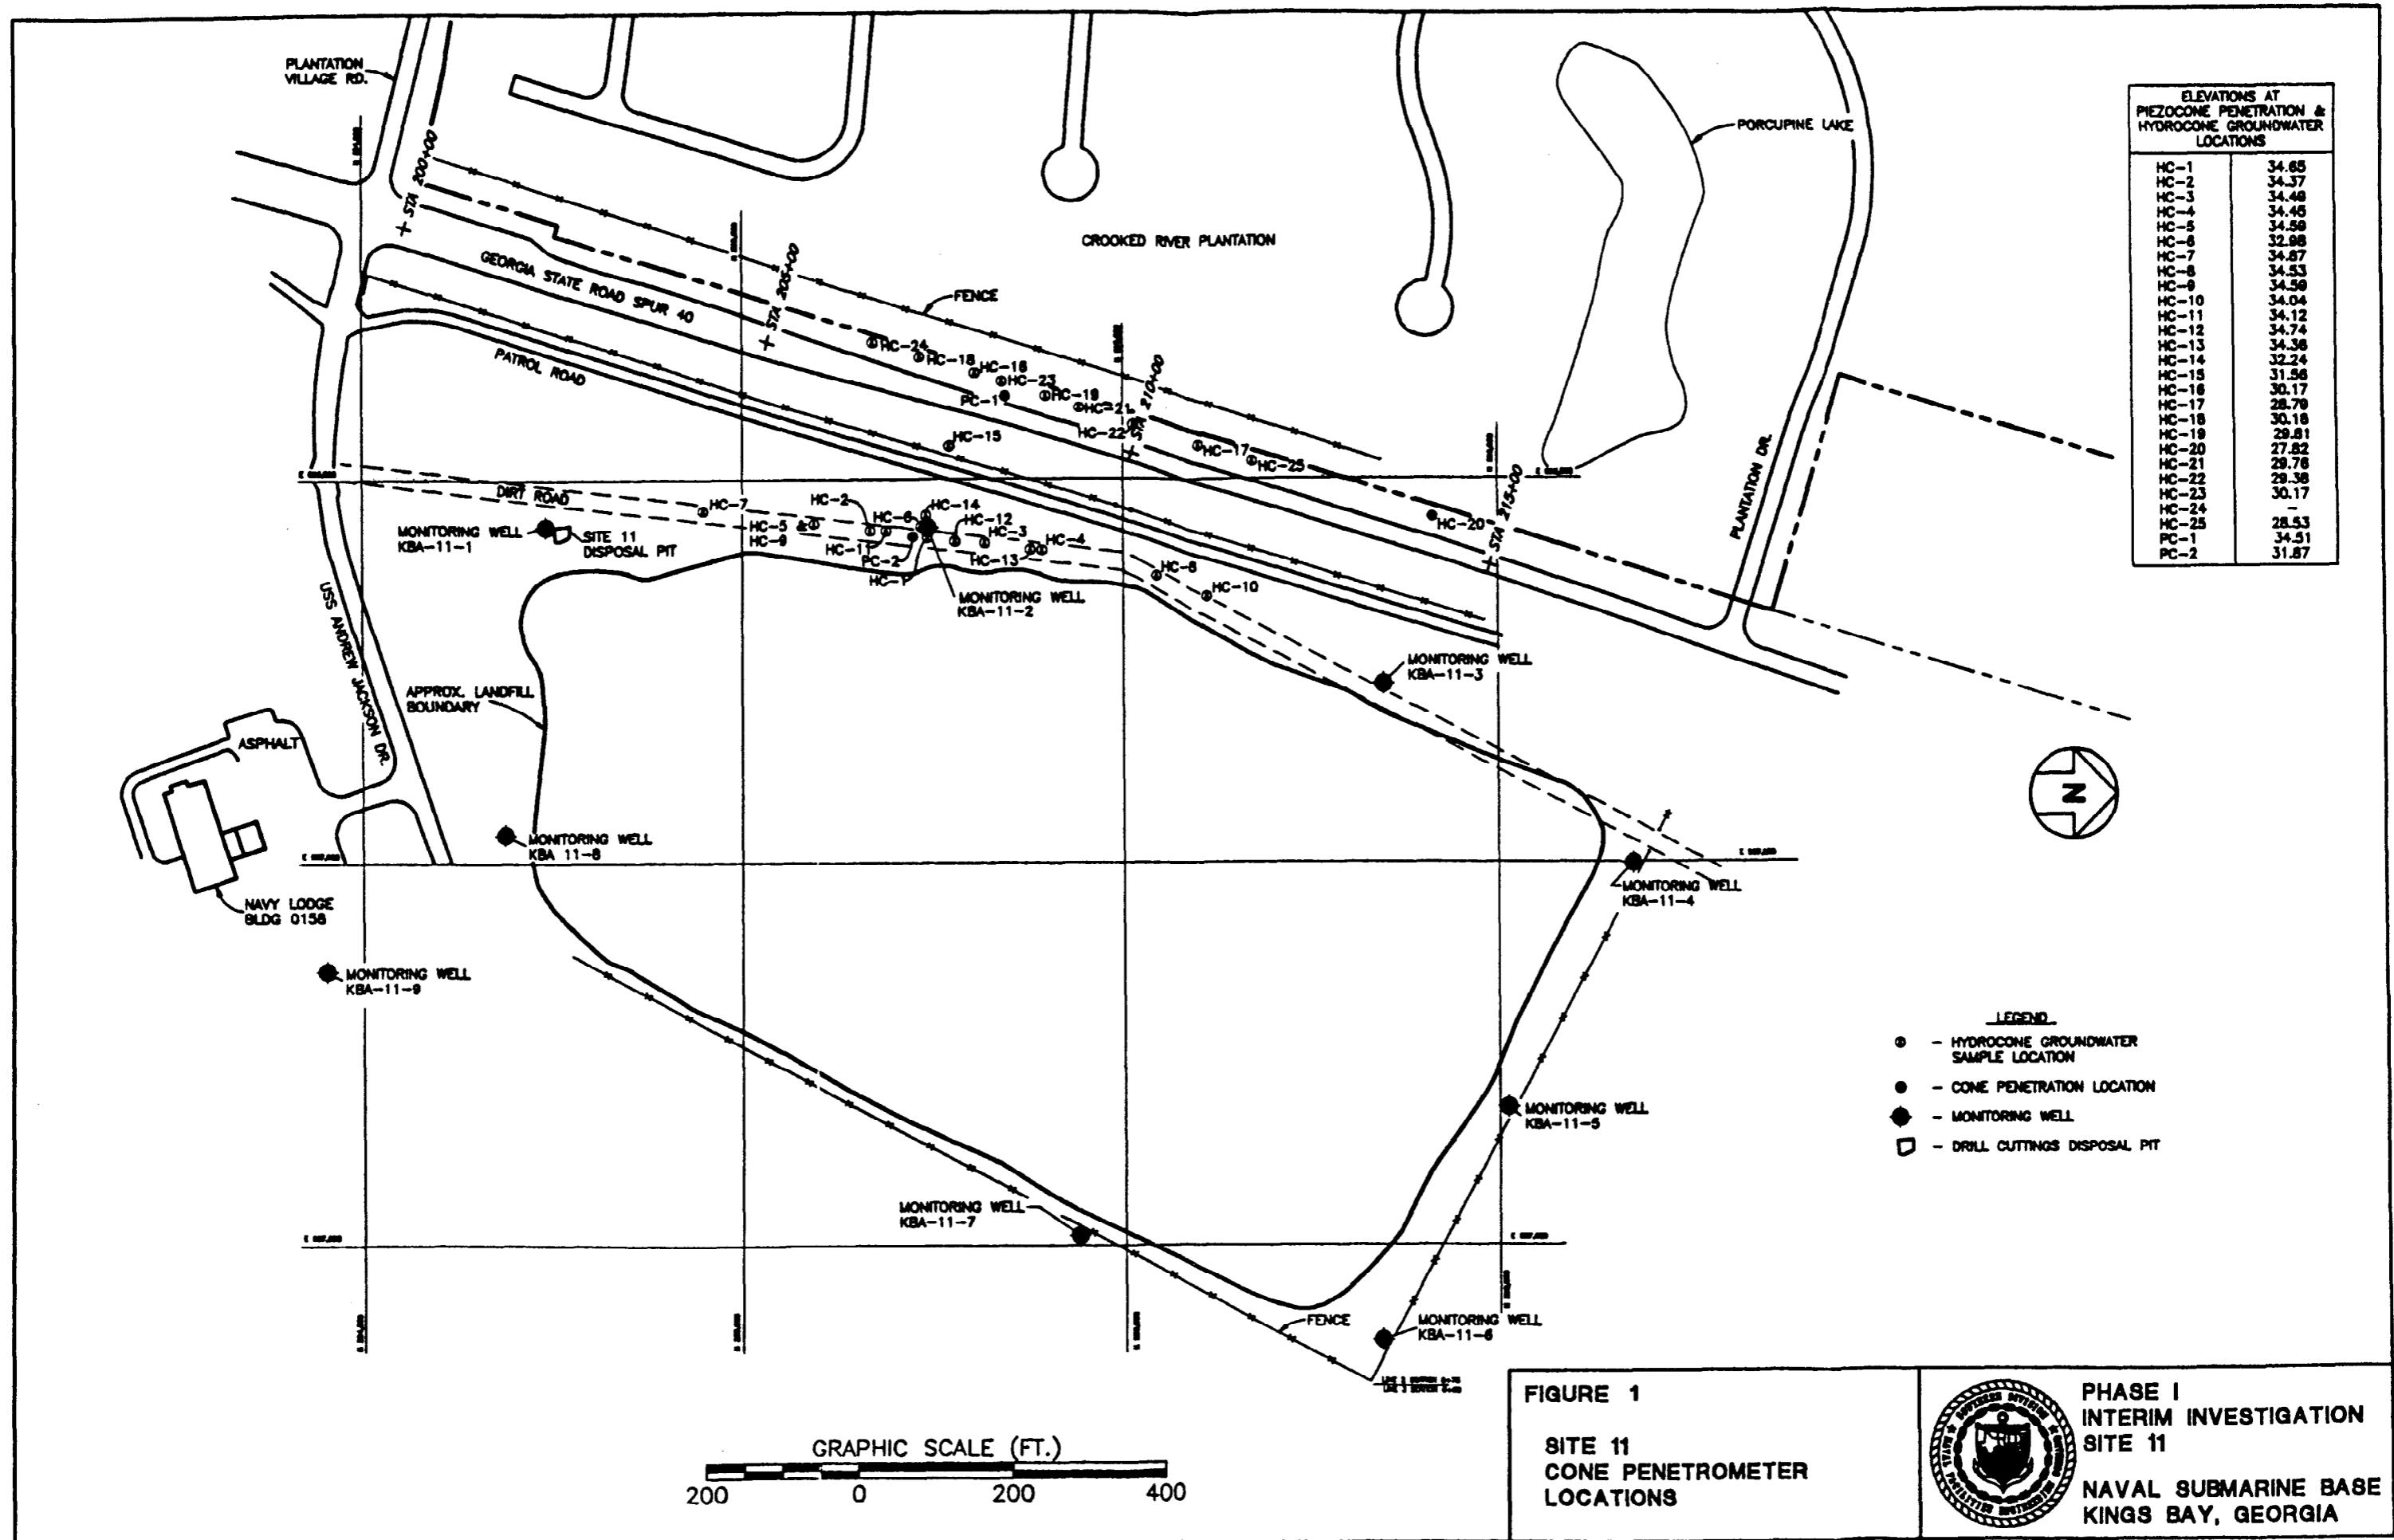 PLANTATION
VILLAGE RD.
STA 200+00
STA 205+00
GEORGIA STATE ROAD SPUR 40
PATROL ROAD
FENCE
CROOKED RIVER PLANTATION
PORCUPINE LAKE
ELEVATIONS AT
PIEZOCONE PENETRATION &
HYDROCONE GROUNDWATER
LOCATIONS
HC-1 34.65
HC-2 34.37
HC-3 34.49
HC-4 34.45
HC-5 34.59
HC-6 32.98
HC-7 34.87
HC-8 34.53
HC-9 34.59
HC-10 34.04
HC-11 34.12
HC-12 34.74
HC-13 34.36
HC-14 32.24
HC-15 31.56
HC-16 30.17
HC-17 28.79
HC-18 30.18
HC-19 29.81
HC-20 27.82
HC-21 29.76
HC-22 29.38
HC-23 30.17
HC-24 -
HC-25 28.53
PC-1 34.51
PC-2 31.87
HC-24
HC-18
HC-16
HC-23
PC-1
HC-19
HC-21
HC-22
STA 210+00
HC-15
HC-17
HC-25
HC-20
STA 215+00
PLANTATION DR.
DIRT ROAD
HC-7
HC-2
HC-5 &
HC-9
HC-11
HC-6
HC-14
HC-12
HC-3
HC-4
HC-13
PC-2
HC-1
HC-8
HC-10
MONITORING WELL
KBA-11-1
SITE 11
DISPOSAL PIT
MONITORING WELL
KBA-11-2
MONITORING WELL
KBA-11-3
USS ANDREW JACKSON DR.
APPROX. LANDFILL
BOUNDARY
ASPHALT
NAVY LODGE
BLDG 0158
MONITORING WELL
KBA 11-8
MONITORING WELL
KBA-11-4
MONITORING WELL
KBA-11-9
N
LEGEND
- HYDROCONE GROUNDWATER
SAMPLE LOCATION
- CONE PENETRATION LOCATION
- MONITORING WELL
- DRILL CUTTINGS DISPOSAL PIT
MONITORING WELL
KBA-11-5
MONITORING WELL
KBA-11-7
FENCE
MONITORING WELL
KBA-11-6
GRAPHIC SCALE (FT.)
200 0 200 400
FIGURE 1
SITE 11
CONE PENETROMETER
LOCATIONS
SOUTHERN DIVISION
PHASE I
INTERIM INVESTIGATION
SITE 11
NAVAL SUBMARINE BASE
KINGS BAY, GEORGIA